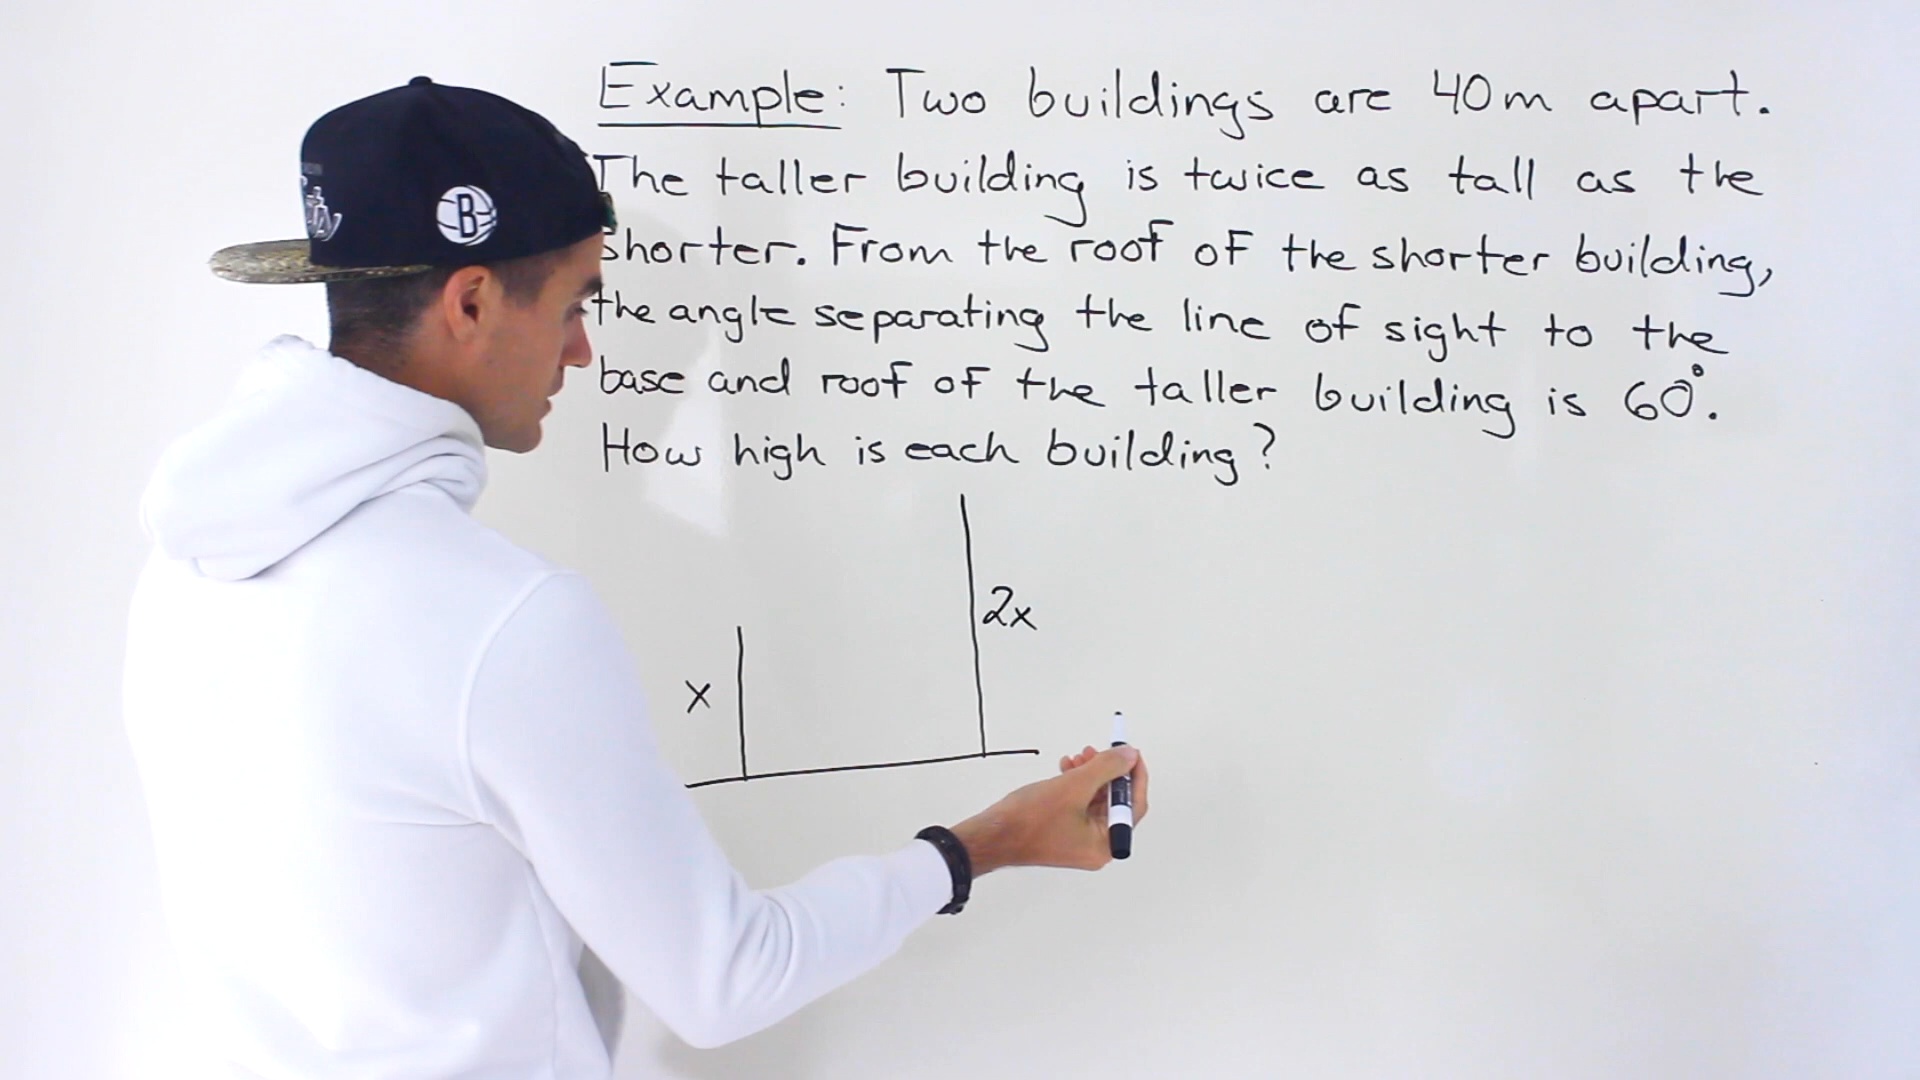 Example: Two buildings are 40m apart.
The taller building is twice as tall as the
shorter. From the roof of the shorter building,
the angle separating the line of sight to the
base and roof of the taller building is 60°.
How high is each building?
2x
x
B